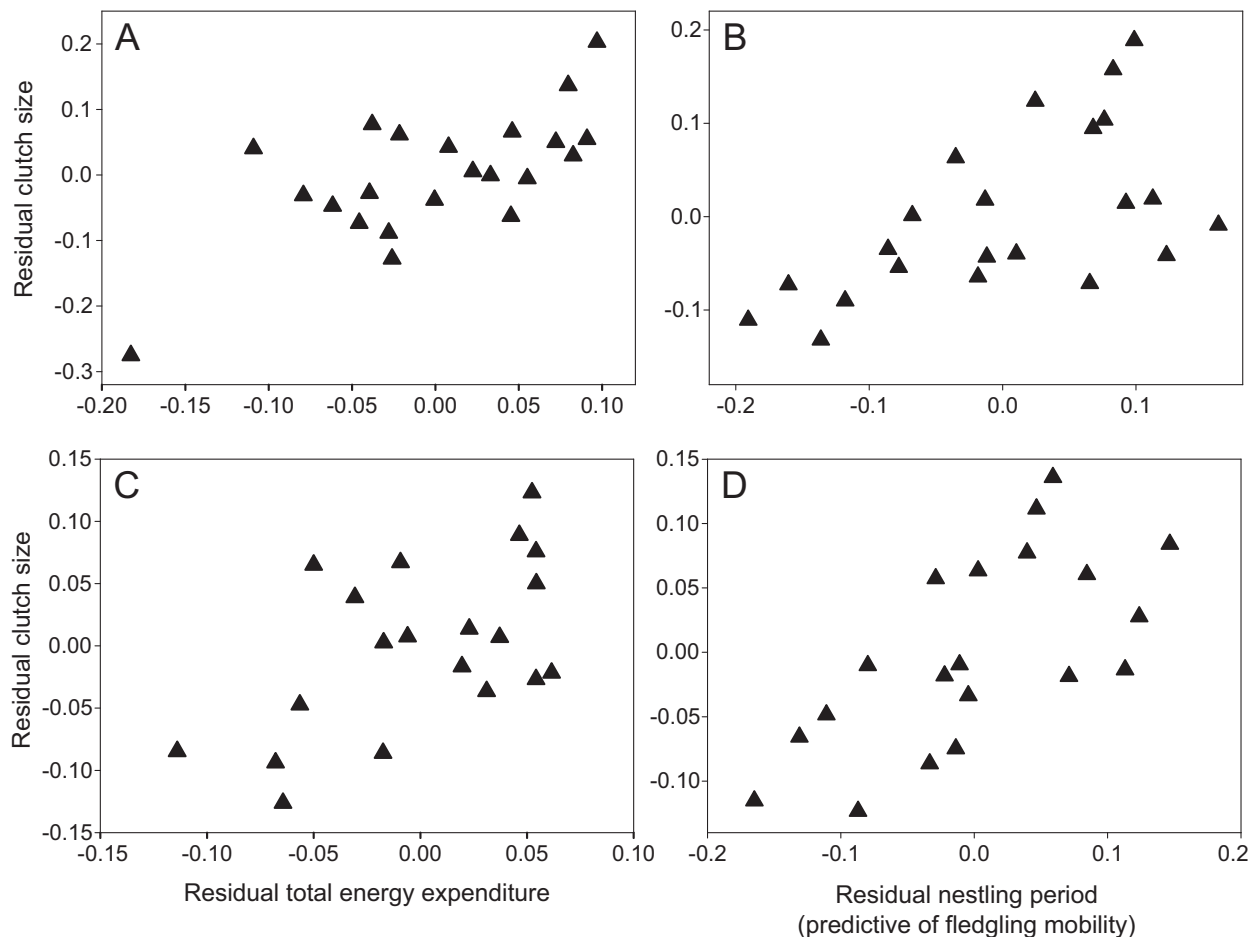 A
B
Residual clutch size
0.2
0.1
0.0
-0.1
-0.2
-0.3
-0.20 -0.15 -0.10 -0.05 0.00 0.05 0.10
0.2
0.1
0.0
-0.1
-0.2 -0.1 0.0 0.1
C
D
Residual clutch size
0.15
0.10
0.05
0.00
-0.05
-0.10
-0.15
-0.15 -0.10 -0.05 0.00 0.05 0.10
Residual total energy expenditure
0.15
0.10
0.05
0.00
-0.05
-0.10
-0.2 -0.1 0.0 0.1 0.2
Residual nestling period
(predictive of fledgling mobility)